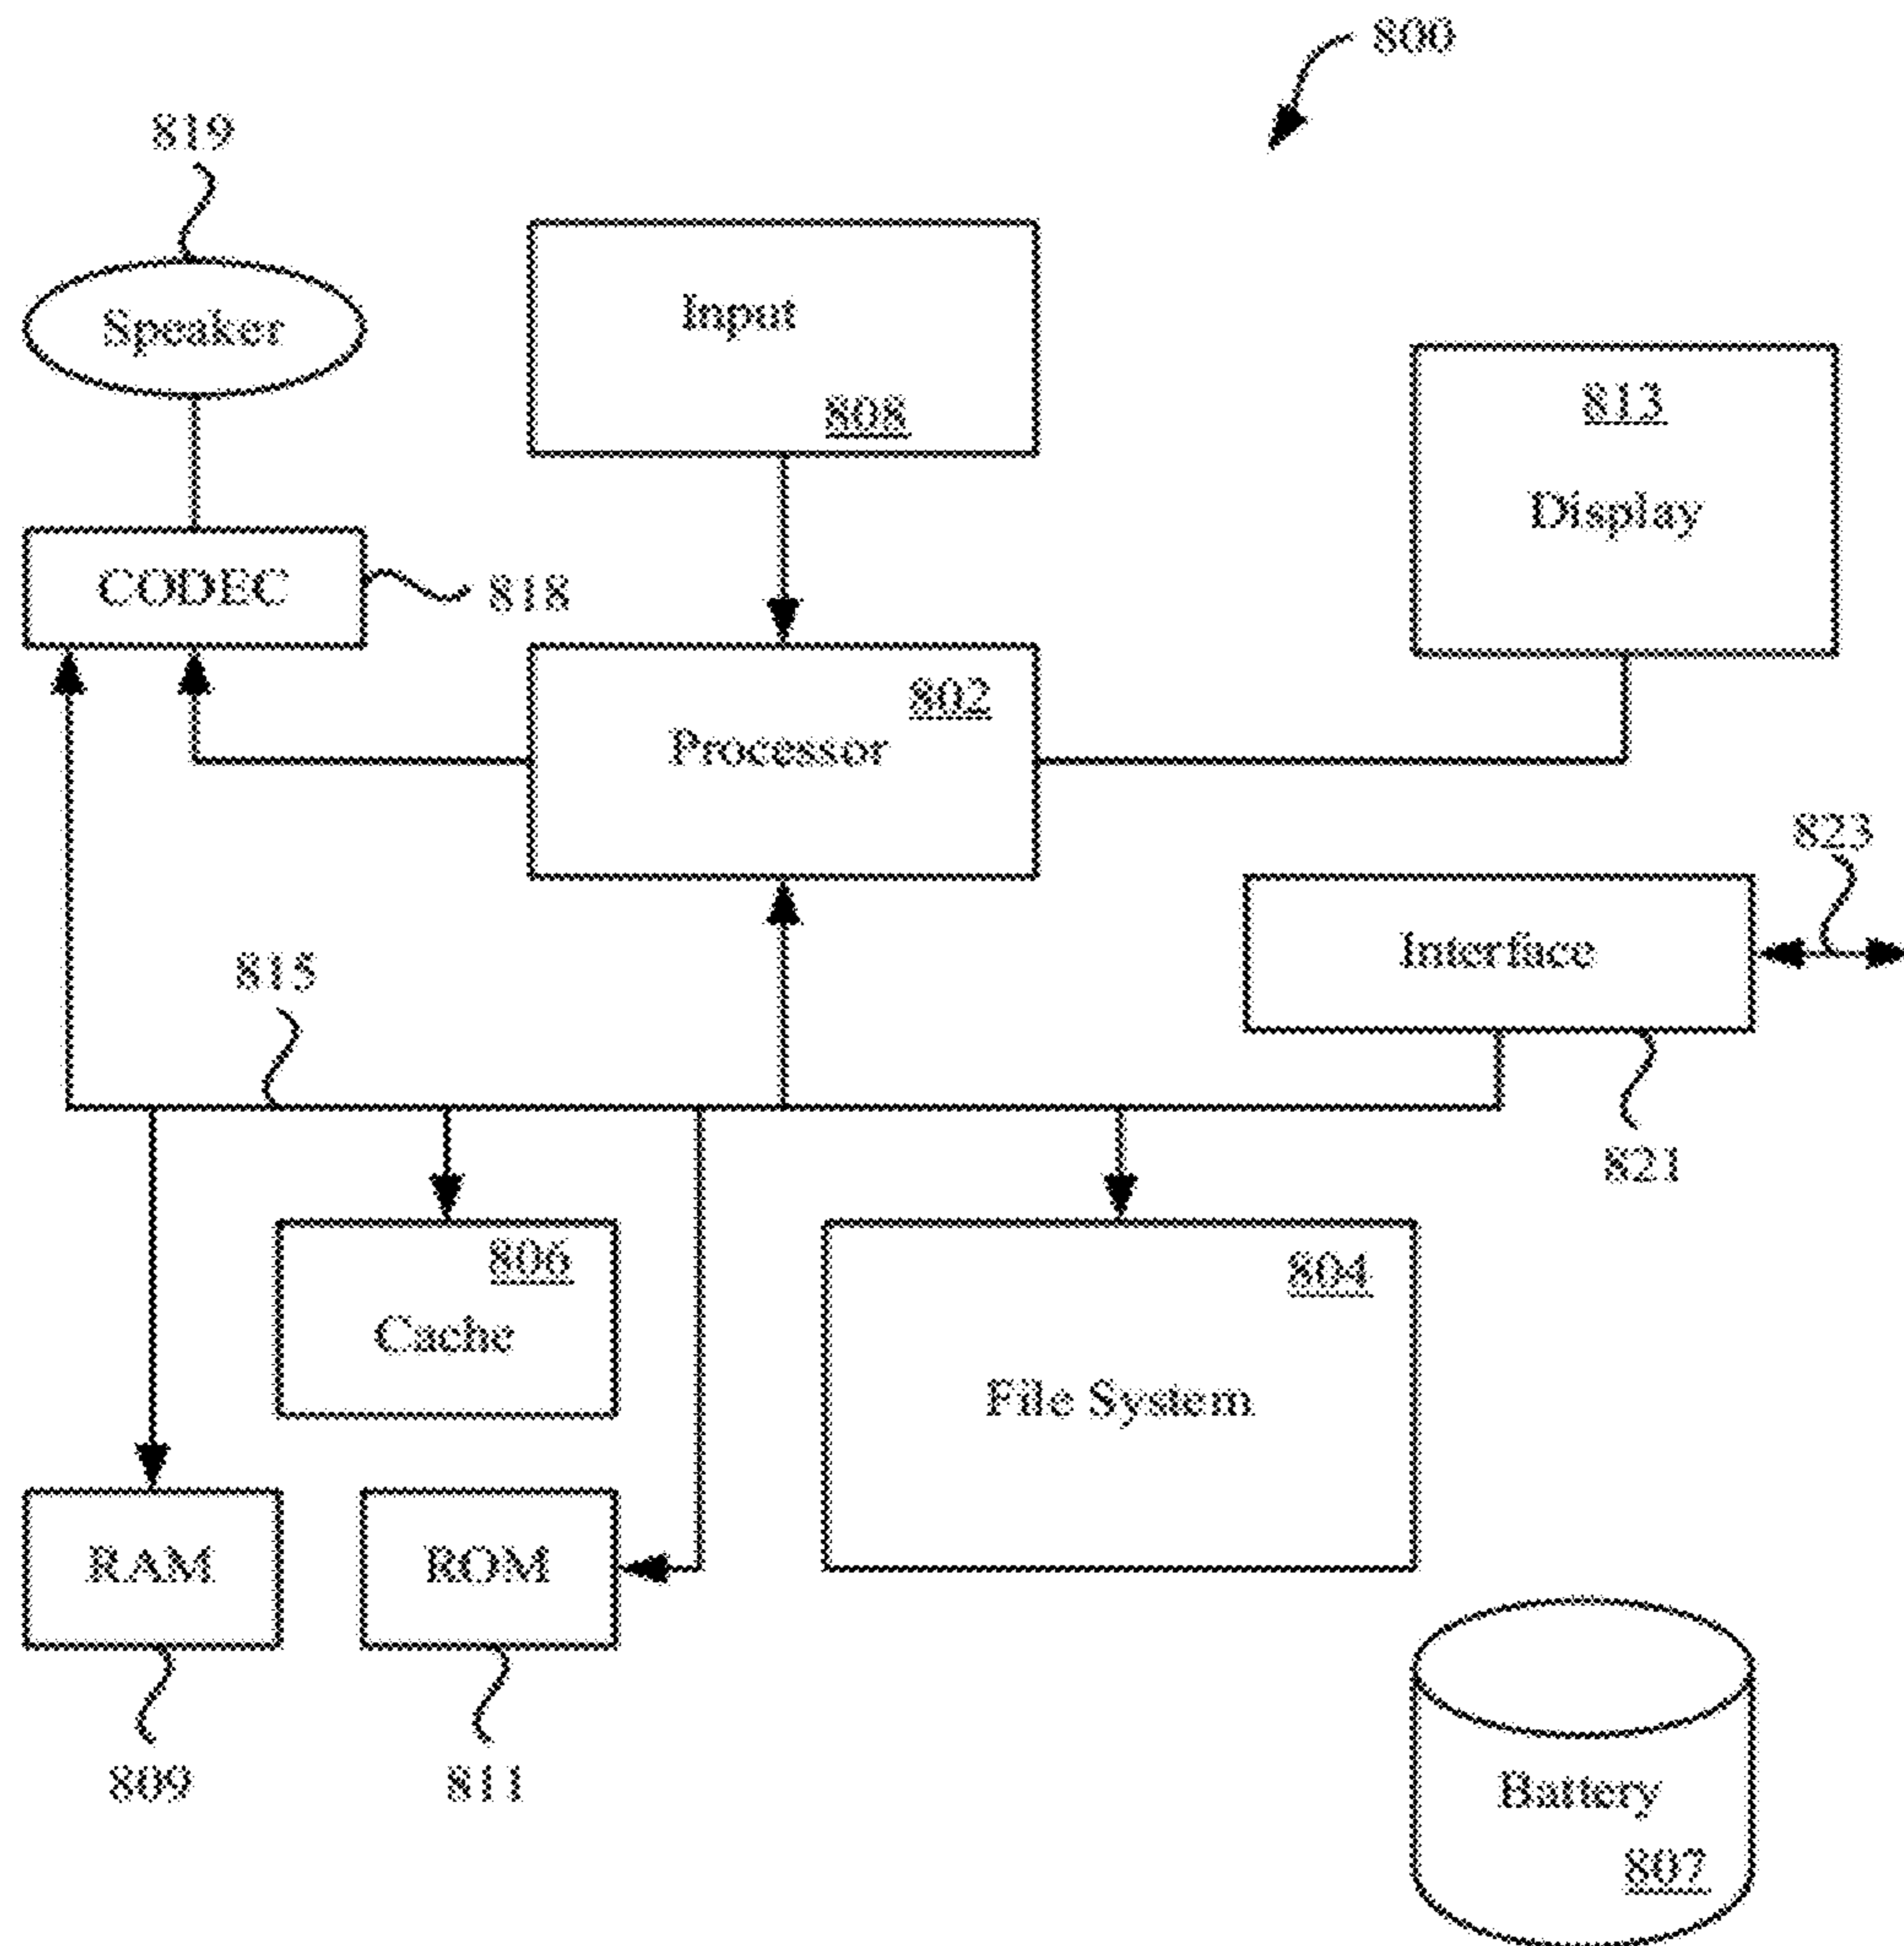 800
819
Speaker
Input
808
813
Display
CODEC
818
802
Processor
823
Interface
815
821
806
Cache
804
File System
RAM
ROM
809
811
Battery
807